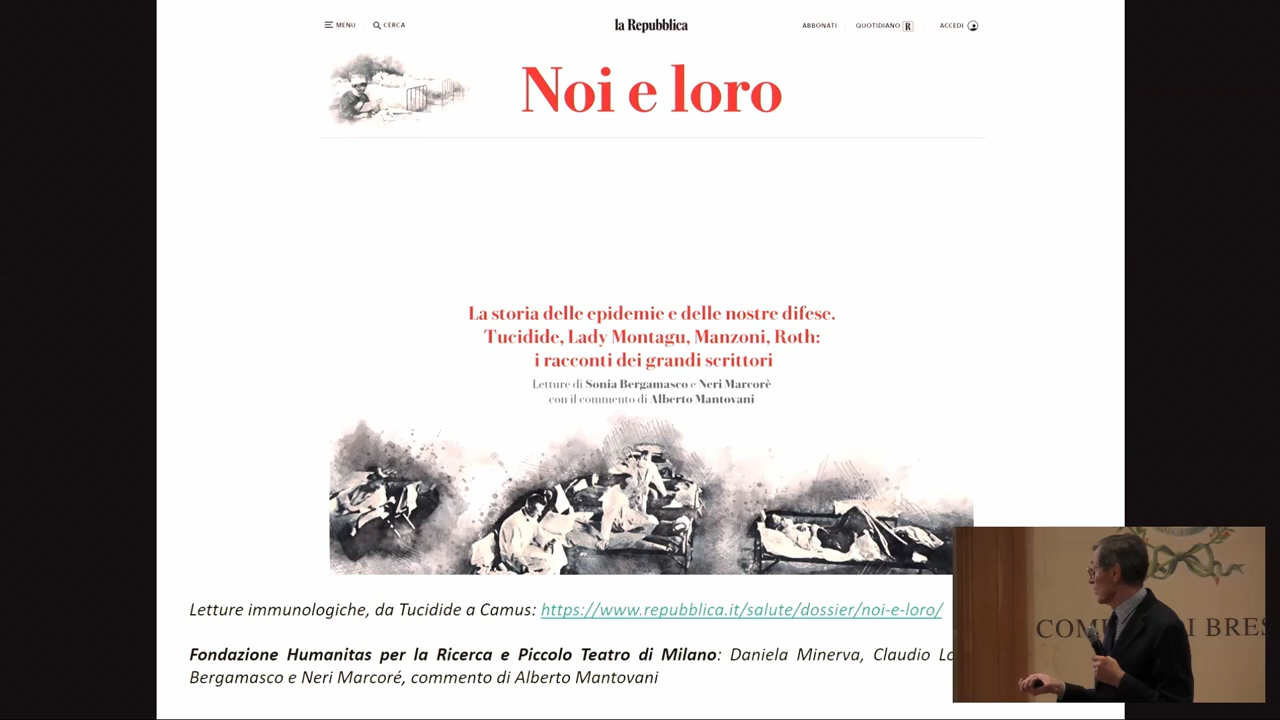 MENU CERCA la Repubblica ABBONATI QUOTIDIANO R ACCEDI
Noi e loro
La storia delle epidemie e delle nostre difese.
Tucidide, Lady Montagu, Manzoni, Roth:
i racconti dei grandi scrittori
Letture di Sonia Bergamasco e Neri Marcorè
con il commento di Alberto Mantovani
Letture immunologiche, da Tucidide a Camus: https://www.repubblica.it/salute/dossier/noi-e-loro/
Fondazione Humanitas per la Ricerca e Piccolo Teatro di Milano: Daniela Minerva, Claudio
Bergamasco e Neri Marcoré, commento di Alberto Mantovani